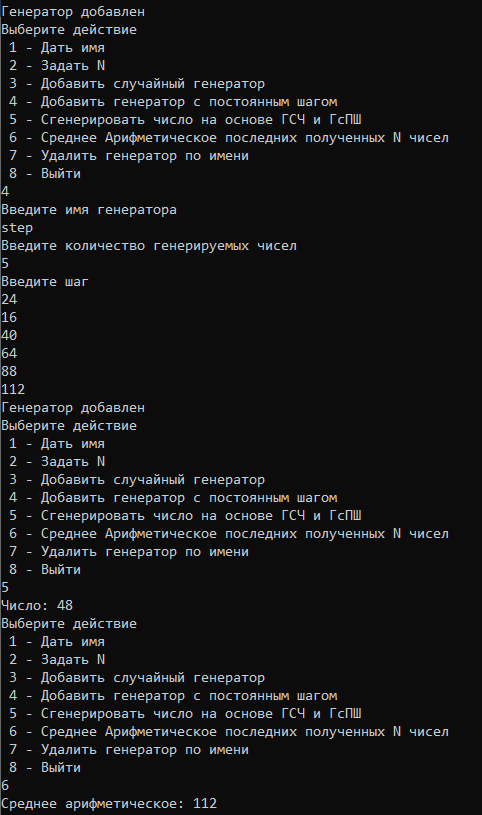 Генератор добавлен
Выберите действие
1 - Дать имя
2 - Задать N
3 - Добавить случайный генератор
4 - Добавить генератор с постоянным шагом
5 - Сгенерировать число на основе ГСЧ и ГсПШ
6 - Среднее Арифметическое последних полученных N чисел
7 - Удалить генератор по имени
8 - Выйти
4
Введите имя генератора
step
Введите количество генерируемых чисел
5
Введите шаг
24
16
40
64
88
112
Генератор добавлен
Выберите действие
1 - Дать имя
2 - Задать N
3 - Добавить случайный генератор
4 - Добавить генератор с постоянным шагом
5 - Сгенерировать число на основе ГСЧ и ГсПШ
6 - Среднее Арифметическое последних полученных N чисел
7 - Удалить генератор по имени
8 - Выйти
5
Число: 48
Выберите действие
1 - Дать имя
2 - Задать N
3 - Добавить случайный генератор
4 - Добавить генератор с постоянным шагом
5 - Сгенерировать число на основе ГСЧ и ГсПШ
6 - Среднее Арифметическое последних полученных N чисел
7 - Удалить генератор по имени
8 - Выйти
6
Среднее арифметическое: 112